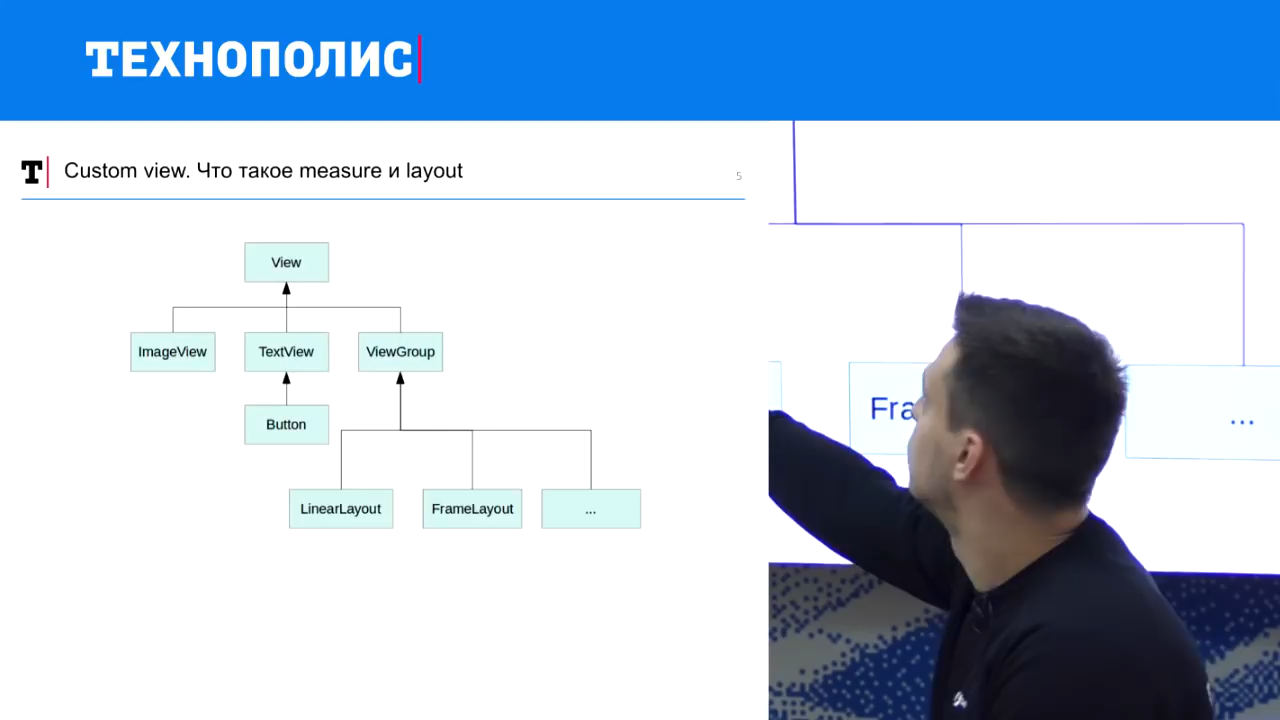 ТЕХНОПОЛИС
T Custom view. Что такое measure и layout
5
View
ImageView TextView ViewGroup
Button
LinearLayout FrameLayout ...
Fra ...